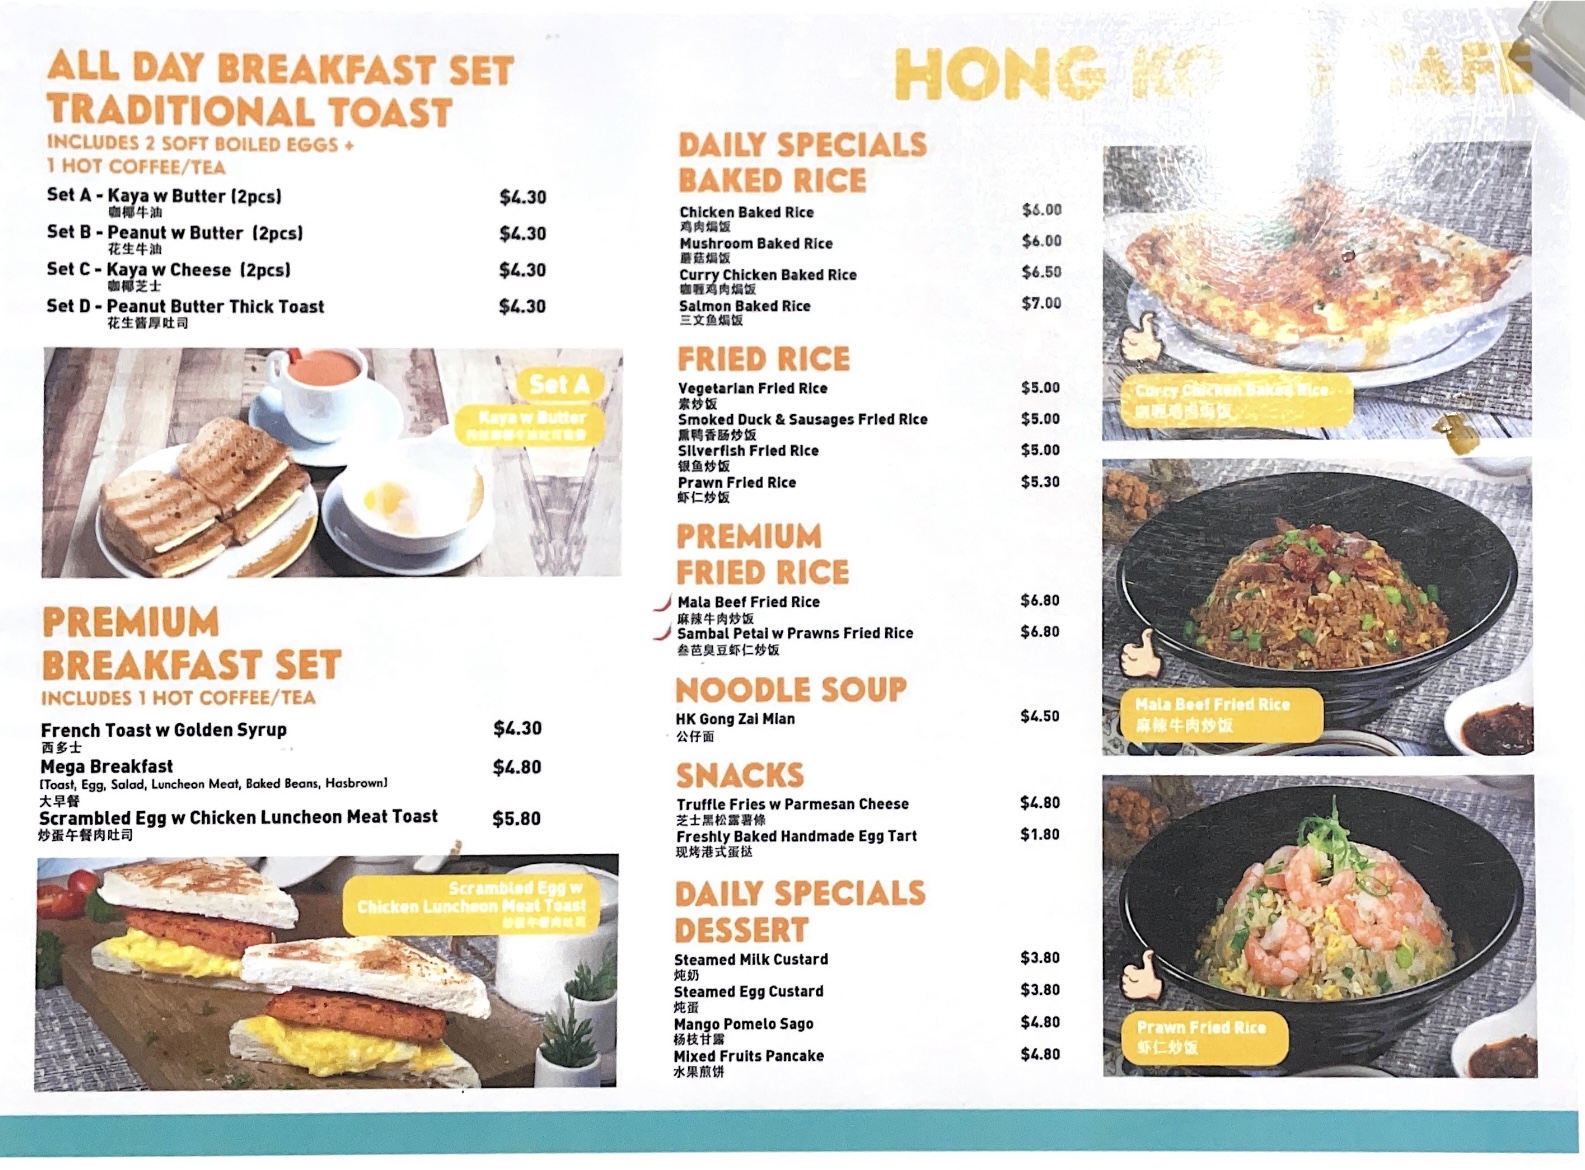 ALL DAY BREAKFAST SET
TRADITIONAL TOAST
INCLUDES 2 SOFT BOILED EGGS +
1 HOT COFFEE/TEA
Set A - Kaya w Butter (2pcs) $4.30
咖椰牛油
Set B - Peanut w Butter (2pcs) $4.30
花生牛油
Set C - Kaya w Cheese (2pcs) $4.30
咖椰芝士
Set D - Peanut Butter Thick Toast $4.30
花生酱厚吐司
Set A
Kaya w Butter
PREMIUM
BREAKFAST SET
INCLUDES 1 HOT COFFEE/TEA
French Toast w Golden Syrup $4.30
西多士
Mega Breakfast $4.80
(Toast, Egg, Salad, Luncheon Meat, Baked Beans, Hasbrown)
大早餐
Scrambled Egg w Chicken Luncheon Meat Toast $5.80
炒蛋午餐肉吐司
Scrambled Egg w
Chicken Luncheon Meat Toast
炒蛋午餐肉吐司
HONG CAFE
DAILY SPECIALS
BAKED RICE
Chicken Baked Rice $6.00
鸡肉焗饭
Mushroom Baked Rice $6.00
蘑菇焗饭
Curry Chicken Baked Rice $6.50
咖喱鸡肉焗饭
Salmon Baked Rice $7.00
三文鱼焗饭
FRIED RICE
Vegetarian Fried Rice $5.00
素炒饭
Smoked Duck & Sausages Fried Rice $5.00
熏鸭香肠炒饭
Silverfish Fried Rice $5.00
银鱼炒饭
Prawn Fried Rice $5.30
虾仁炒饭
PREMIUM
FRIED RICE
Mala Beef Fried Rice $6.80
麻辣牛肉炒饭
Sambal Petai w Prawns Fried Rice $6.80
叁芭臭豆虾仁炒饭
NOODLE SOUP
HK Gong Zai Mian $4.50
公仔面
SNACKS
Truffle Fries w Parmesan Cheese $4.80
芝士黑松露薯條
Freshly Baked Handmade Egg Tart $1.80
现烤港式蛋挞
DAILY SPECIALS
DESSERT
Steamed Milk Custard $3.80
炖奶
Steamed Egg Custard $3.80
炖蛋
Mango Pomelo Sago $4.80
杨枝甘露
Mixed Fruits Pancake $4.80
水果煎饼
Curry Chicken Baked Rice
咖喱鸡肉焗饭
Mala Beef Fried Rice
麻辣牛肉炒饭
Prawn Fried Rice
虾仁炒饭